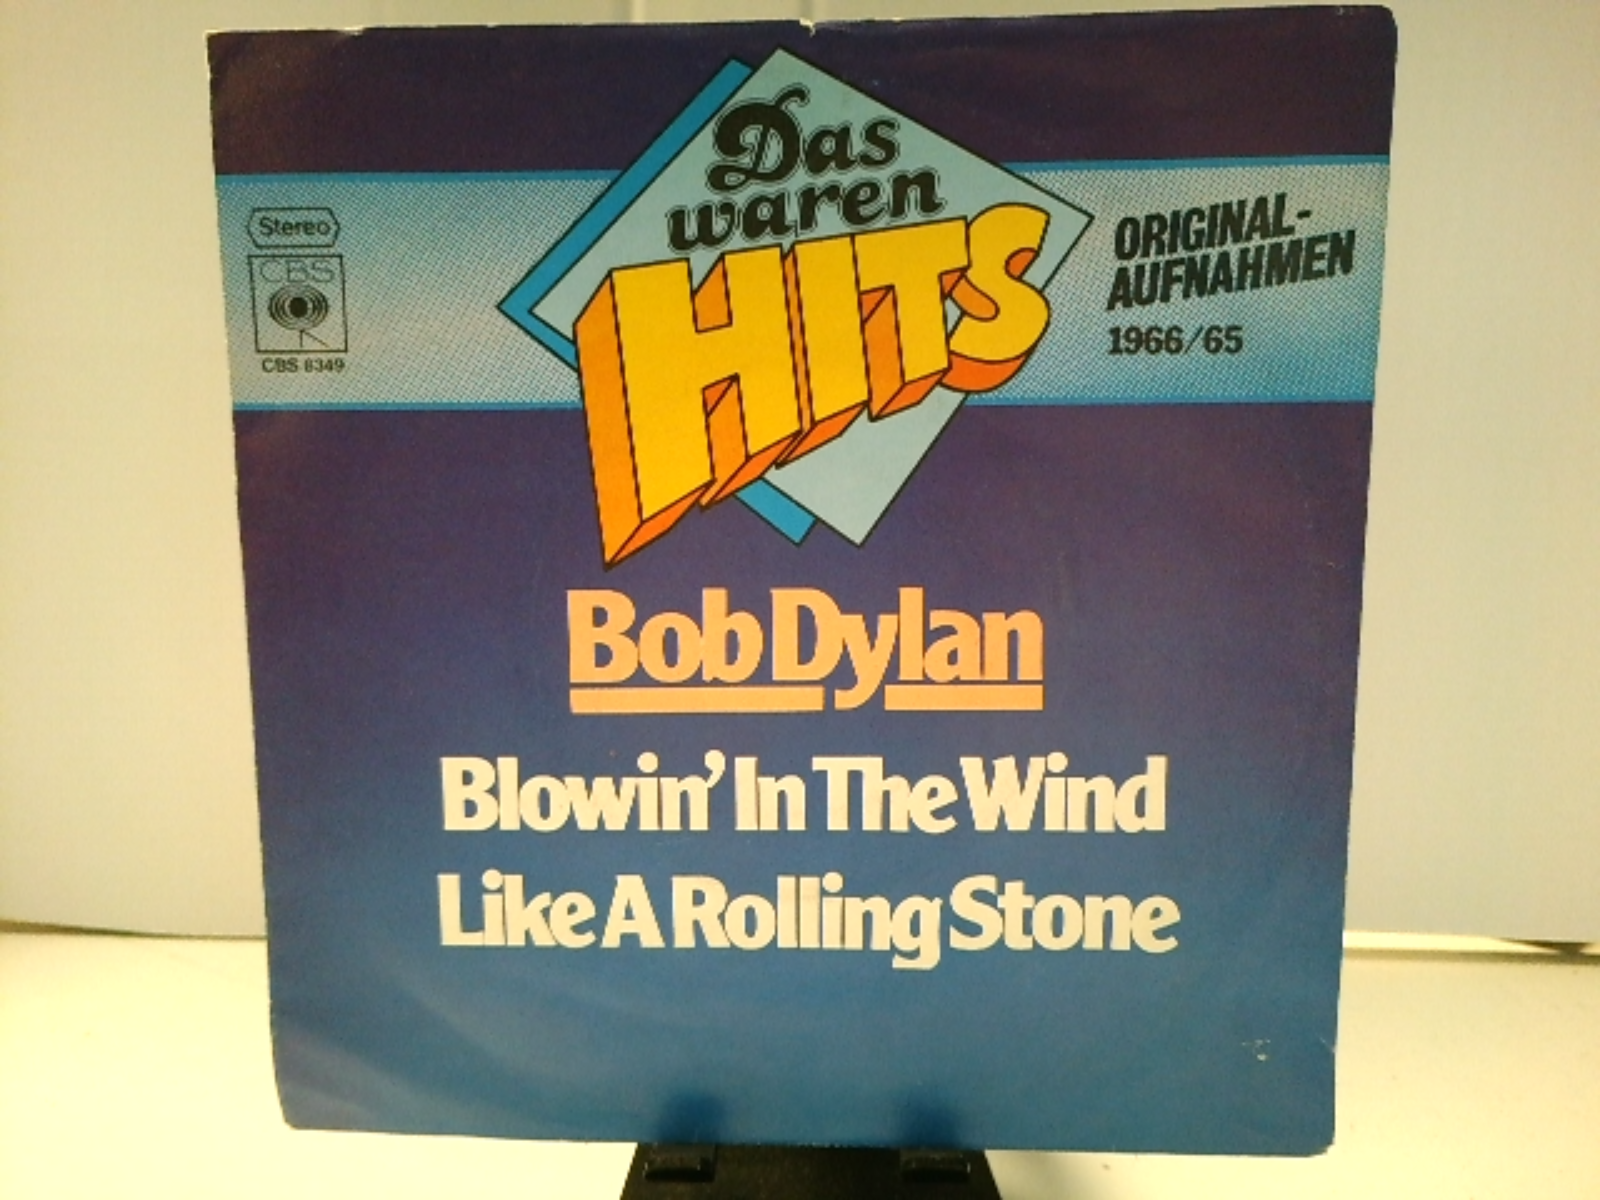 Das
waren
HITS
Stereo
CBS
CBS 8349
ORIGINAL-
AUFNAHMEN
1966/65
Bob Dylan
Blowin' In The Wind
Like A Rolling Stone